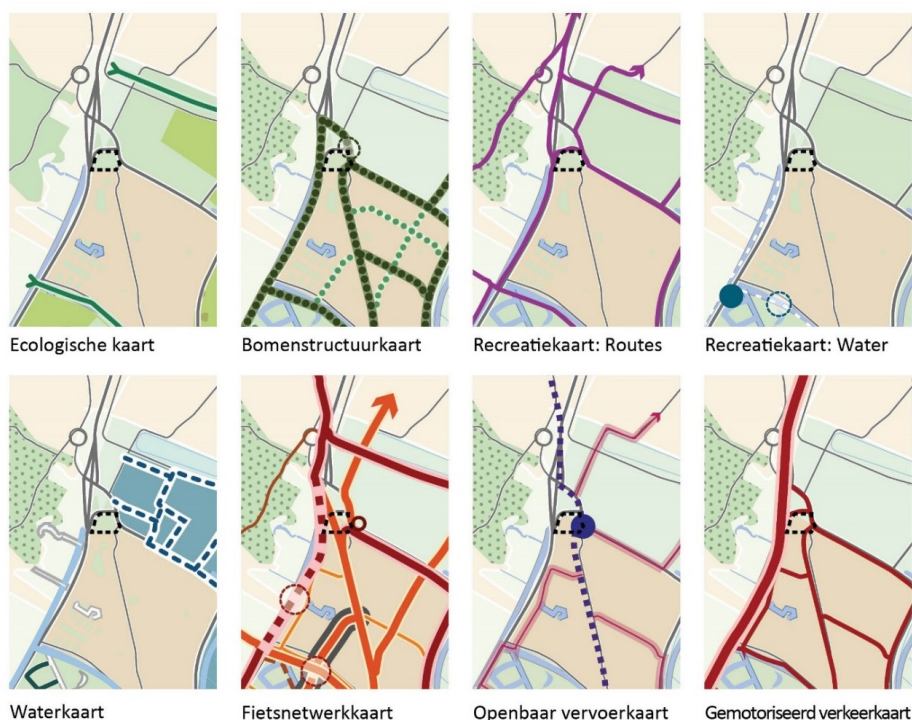 Ecologische kaart
Bomenstructuurkaart
Recreatiekaart: Routes
Recreatiekaart: Water
Waterkaart
Fietsnetwerkkaart
Openbaar vervoerkaart
Gemotoriseerd verkeerkaart